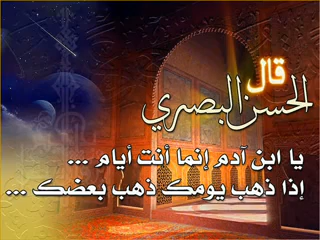 قال
الحسن البصري
يا ابن آدم إنما أنت أيام ...
إذا ذهب يومك ذهب بعضك ...